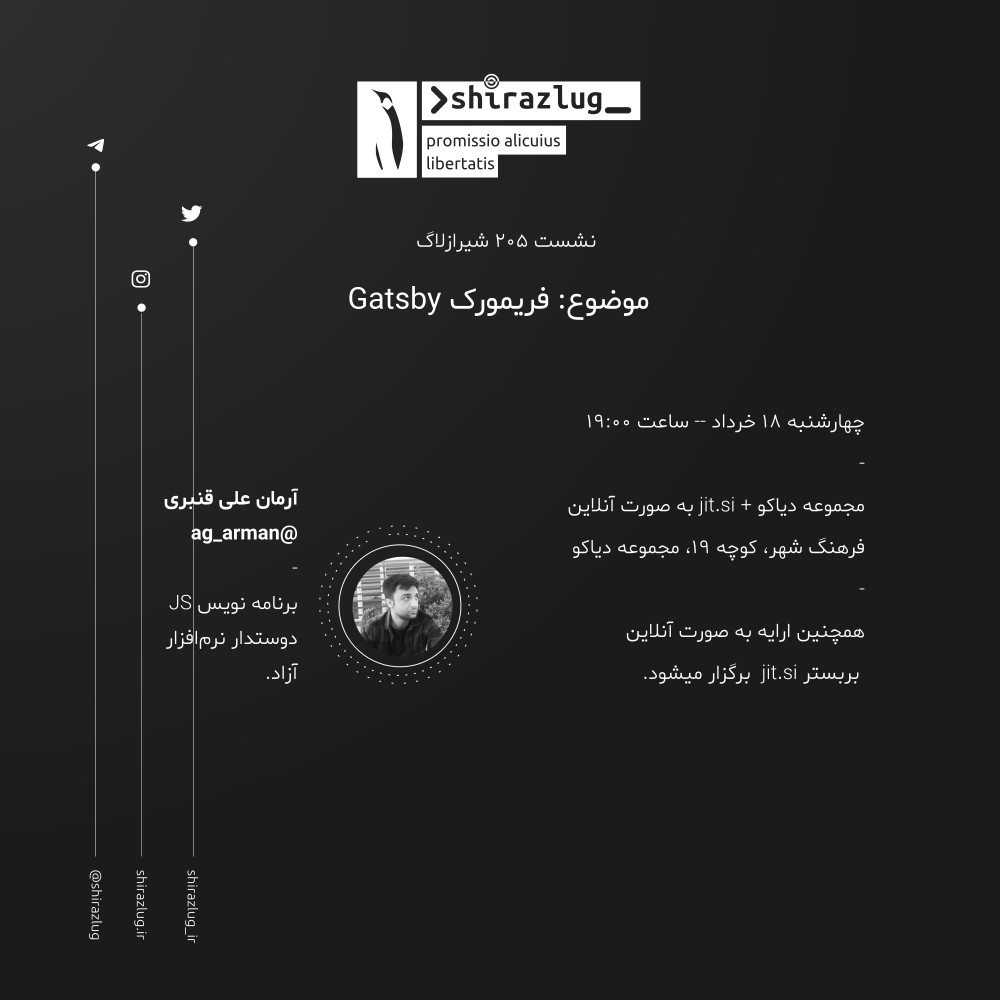 >shirazlug_
promissio alicuius
libertatis
نشست ۲۰۵ شیرازلاگ
موضوع: فریمورک Gatsby
چهارشنبه ۱۸ خرداد -- ساعت ۱۹:۰۰
-
مجموعه دیاکو + jit.si به صورت آنلاین
فرهنگ شهر، کوچه ۱۹، مجموعه دیاکو
-
همچنین ارایه به صورت آنلاین
بربستر jit.si برگزار میشود.
آرمان علی قنبری
@ag_arman
-
برنامه نویس JS
دوستدار نرم‌افزار
آزاد.
@shirazlug
shirazlug.ir
shirazlug_ir